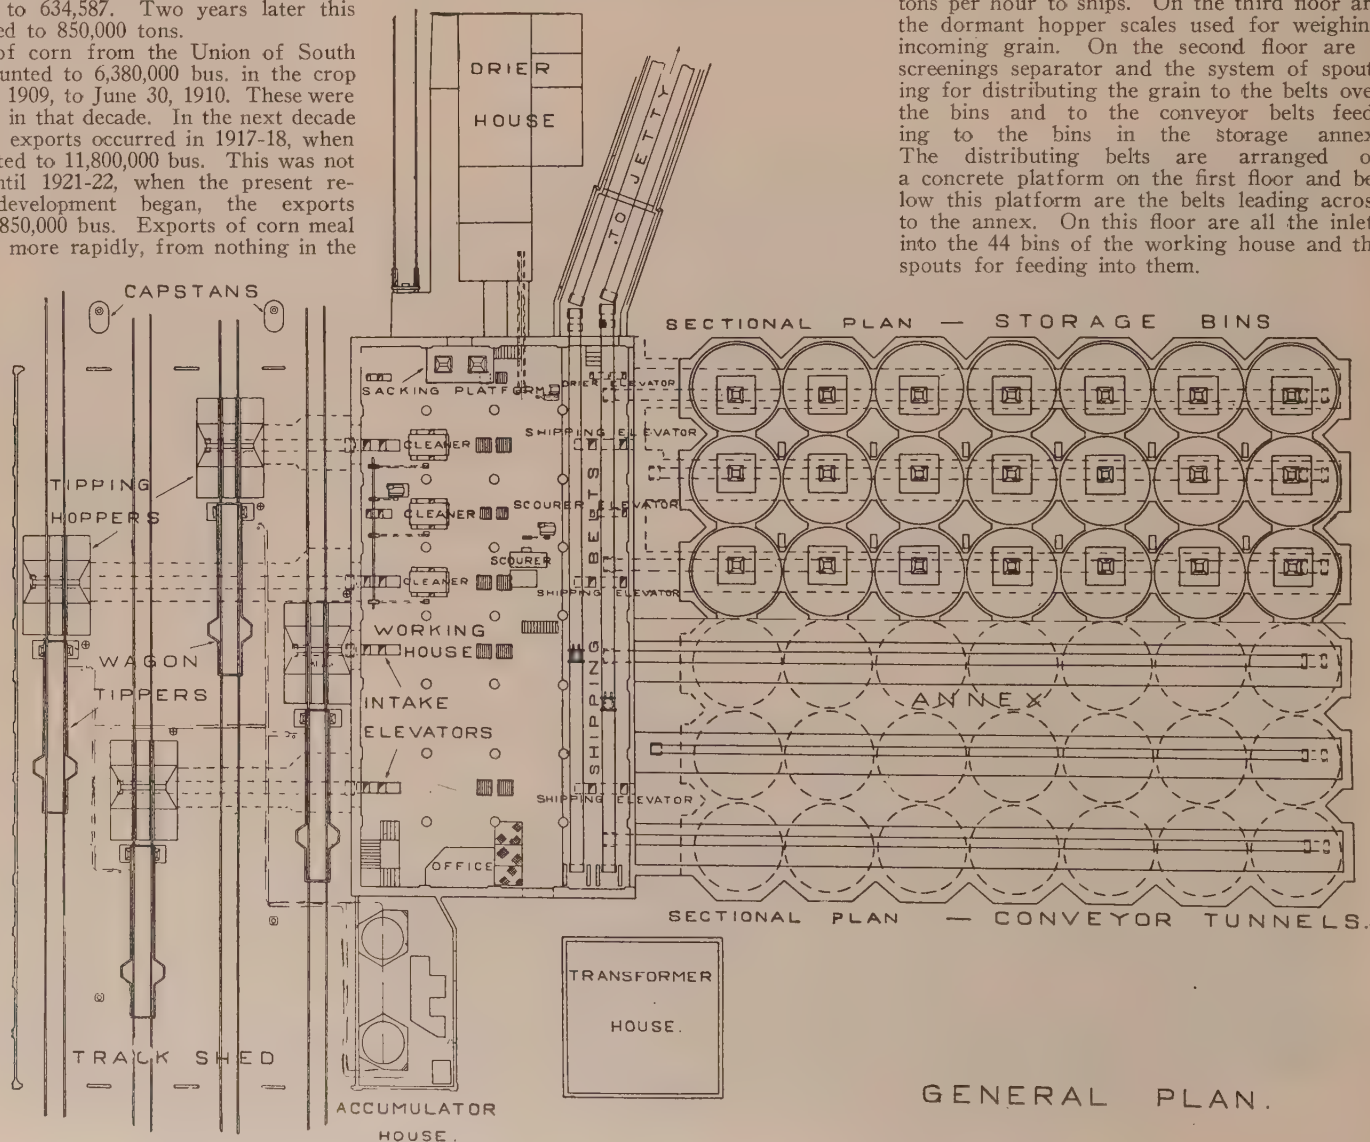 to 634,587. Two years later this
ed to 850,000 tons.
of corn from the Union of South
unted to 6,380,000 bus. in the crop
1909, to June 30, 1910. These were
in that decade. In the next decade
exports occurred in 1917-18, when
ted to 11,800,000 bus. This was not
ntil 1921-22, when the present re-
development began, the exports
850,000 bus. Exports of corn meal
more rapidly, from nothing in the
tons per hour to ships. On the third floor ar
the dormant hopper scales used for weighin
incoming grain. On the second floor are
screenings separator and the system of spout
ing for distributing the grain to the belts ove
the bins and to the conveyor belts feed
ing to the bins in the storage annex
The distributing belts are arranged o
a concrete platform on the first floor and be
low this platform are the belts leading acros
to the annex. On this floor are all the inlet
into the 44 bins of the working house and th
spouts for feeding into them.
DRIER
HOUSE
TO JETTY
CAPSTANS
SECTIONAL PLAN — STORAGE BINS
SACKING PLATFORM
DRIER ELEVATOR
SHIPPING ELEVATOR
CLEANER
TIPPING
HOPPERS
CLEANER
SCOURER ELEVATOR
SCOURER
CLEANER
SHIPPING ELEVATOR
SHIPPING BELTS
WORKING
HOUSE
WAGON
TIPPERS
INTAKE
ELEVATORS
ANNEX
SHIPPING ELEVATOR
OFFICE
SECTIONAL PLAN — CONVEYOR TUNNELS.
TRANSFORMER
HOUSE.
TRACK SHED
ACCUMULATOR
HOUSE.
GENERAL PLAN.